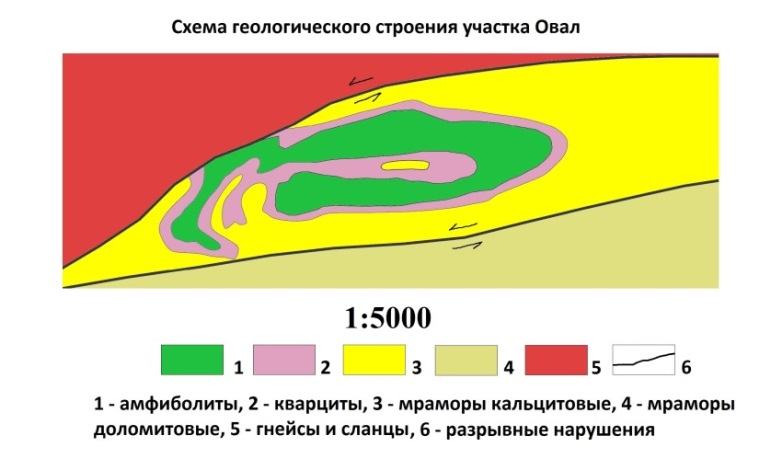 Схема геологического строения участка Овал
1:5000
1 2 3 4 5 6
1 - амфиболиты, 2 - кварциты, 3 - мраморы кальцитовые, 4 - мраморы
доломитовые, 5 - гнейсы и сланцы, 6 - разрывные нарушения